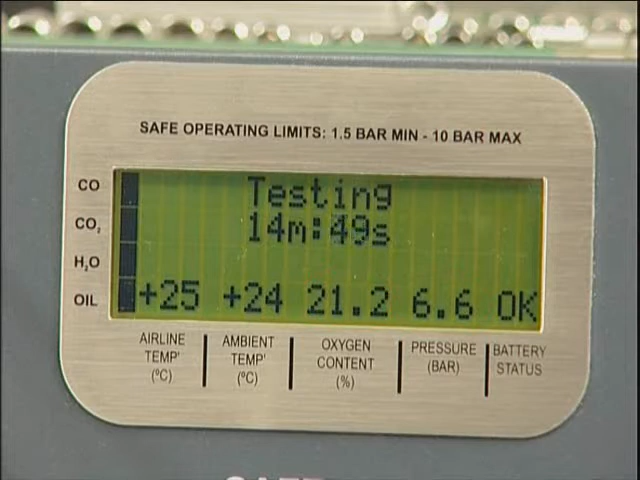 SAFE OPERATING LIMITS: 1.5 BAR MIN - 10 BAR MAX
CO
CO₂
H₂O
OIL
Testing
14m:49s
+25 +24 21.2 6.6 OK
AIRLINE TEMP' (ºC)
AMBIENT TEMP' (ºC)
OXYGEN CONTENT (%)
PRESSURE (BAR)
BATTERY STATUS